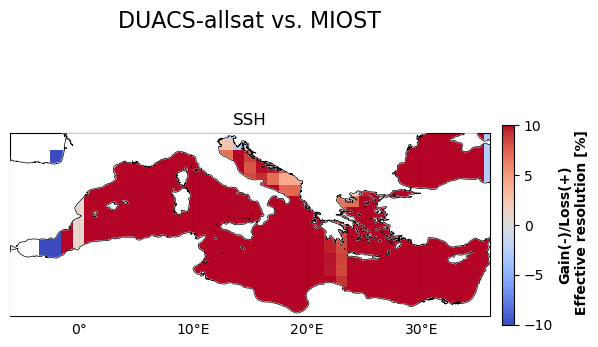 DUACS-allsat vs. MIOST
SSH
10
5
0
−5
−10
Gain(-)/Loss(+)
Effective resolution [%]
0°
10°E
20°E
30°E